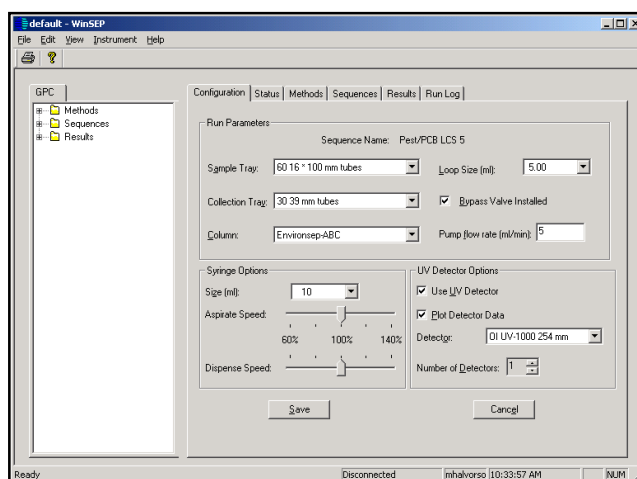 default - WinSEP
File Edit View Instrument Help
GPC
Methods
Sequences
Results
Configuration Status Methods Sequences Results Run Log
Run Parameters
Sequence Name: Pest/PCB LCS 5
Sample Tray: 60 16 * 100 mm tubes Loop Size (ml): 5.00
Collection Tray: 30 39 mm tubes Bypass Valve Installed
Column: Environsep-ABC Pump flow rate (ml/min): 5
Syringe Options
Size (ml): 10
Aspirate Speed:
60% 100% 140%
Dispense Speed:
UV Detector Options
Use UV Detector
Plot Detector Data
Detector: OI UV-1000 254 mm
Number of Detectors: 1
Save Cancel
Ready Disconnected mhalvorso 10:33:57 AM NUM